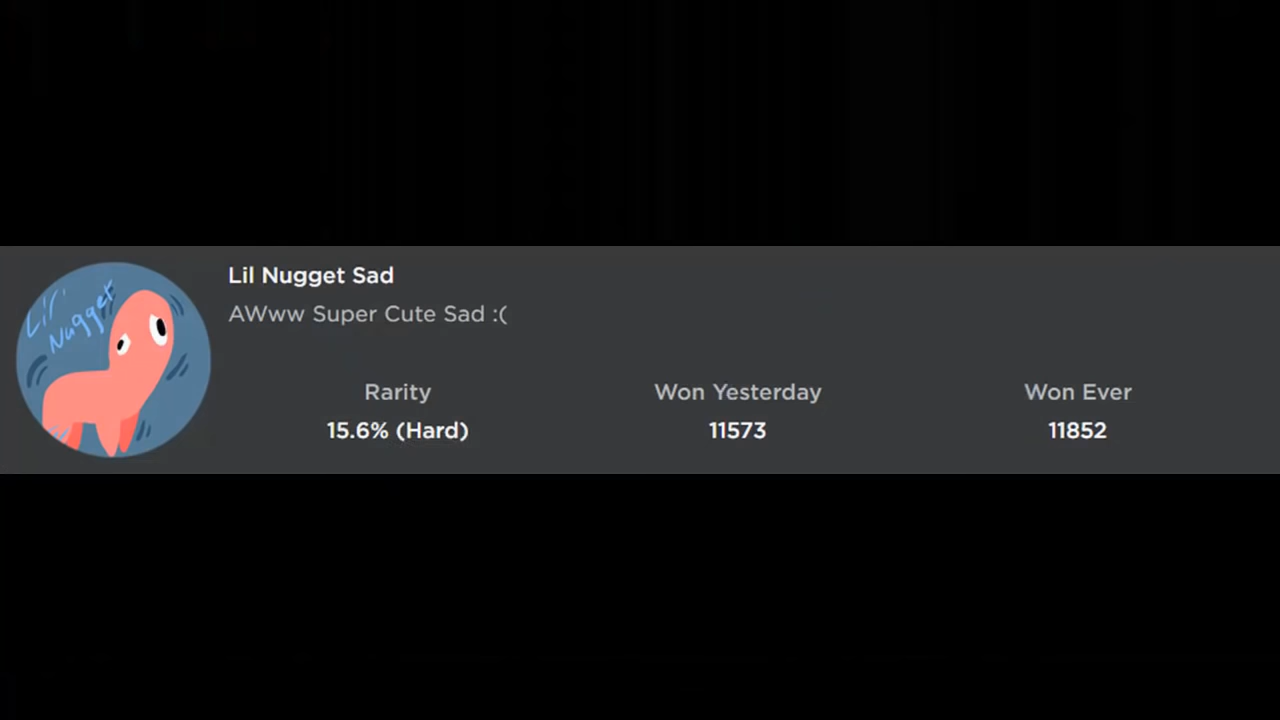 Lil'
Nugget
Lil Nugget Sad
AWww Super Cute Sad :(
Rarity Won Yesterday Won Ever
15.6% (Hard) 11573 11852